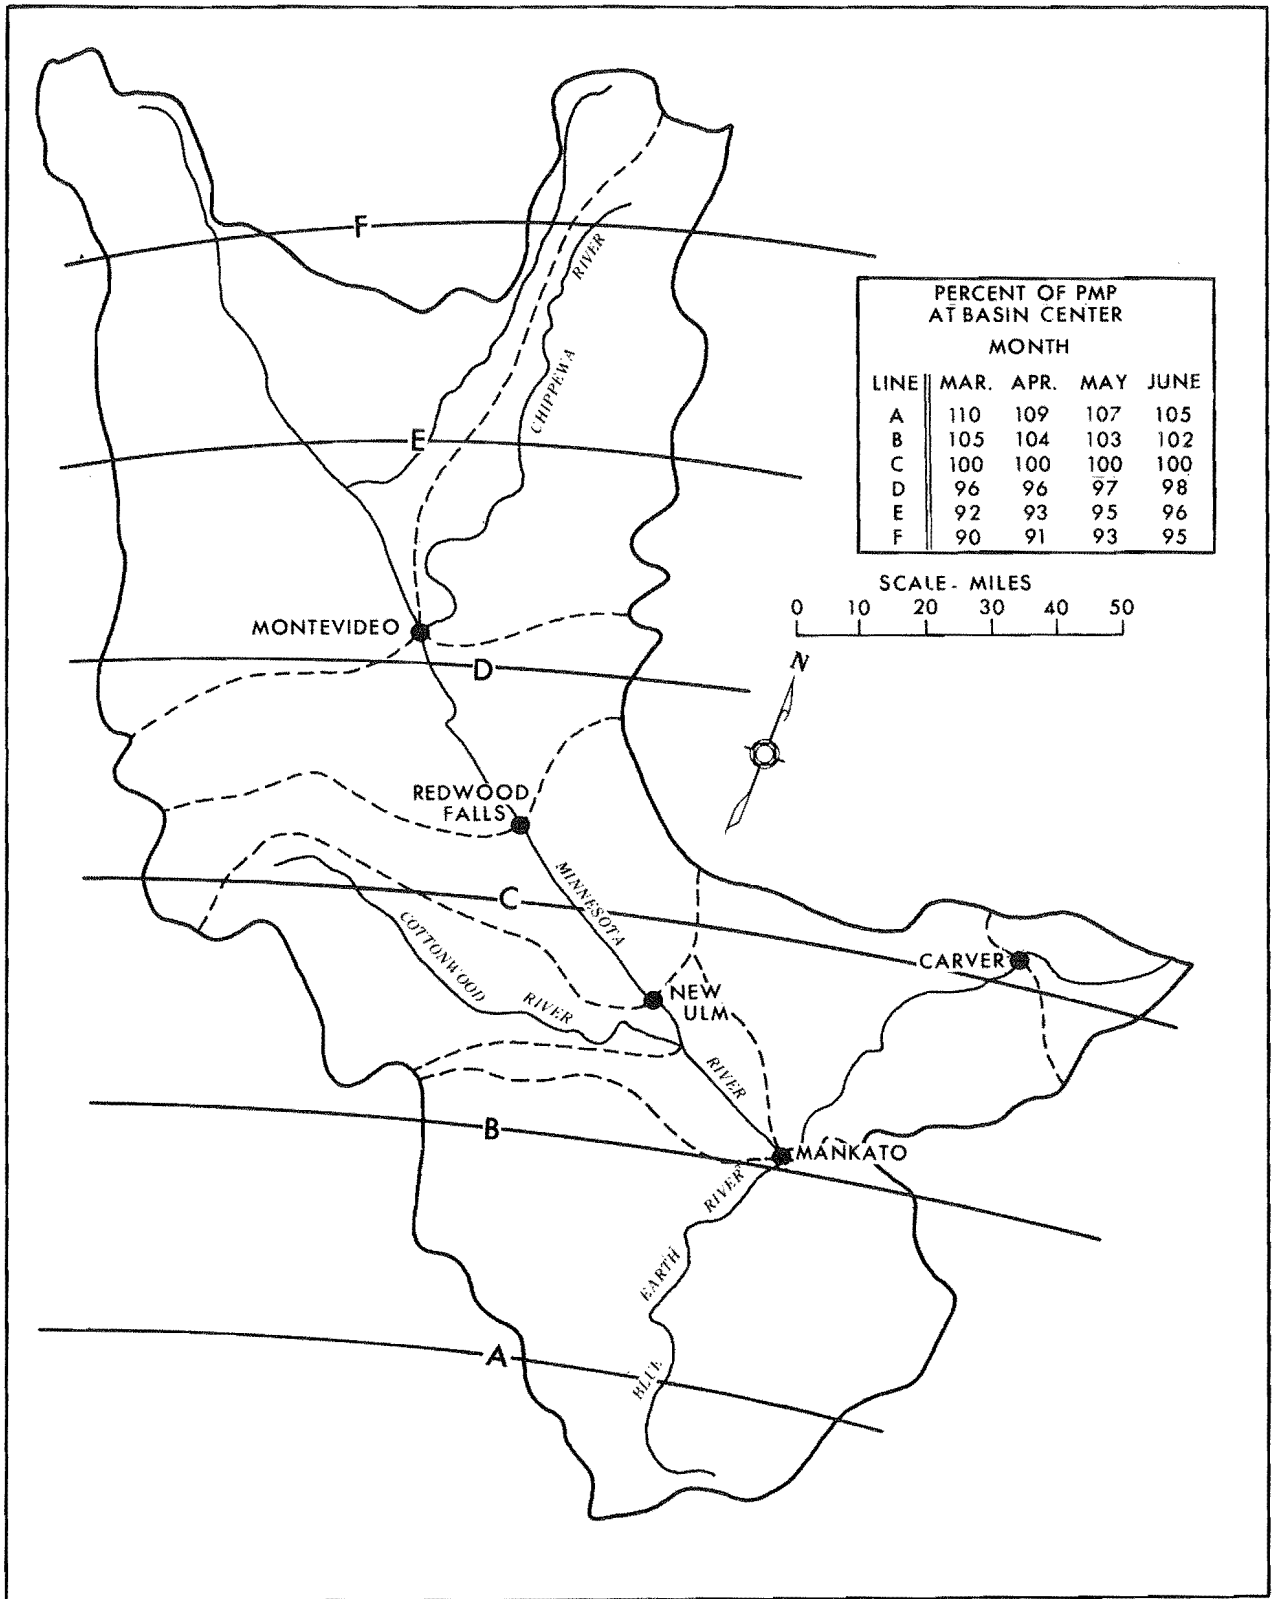 F
RIVER
PERCENT OF PMP
AT BASIN CENTER
MONTH
LINE MAR. APR. MAY JUNE
A 110 109 107 105
B 105 104 103 102
C 100 100 100 100
D 96 96 97 98
E 92 93 95 96
F 90 91 93 95
CHIPPEWA
E
SCALE - MILES
0 10 20 30 40 50
MONTEVIDEO
D
N
REDWOOD
FALLS
C
MINNESOTA
COTTONWOOD
RIVER
CARVER
NEW
ULM
RIVER
B
MANKATO
RIVER
EARTH
A
BLUE